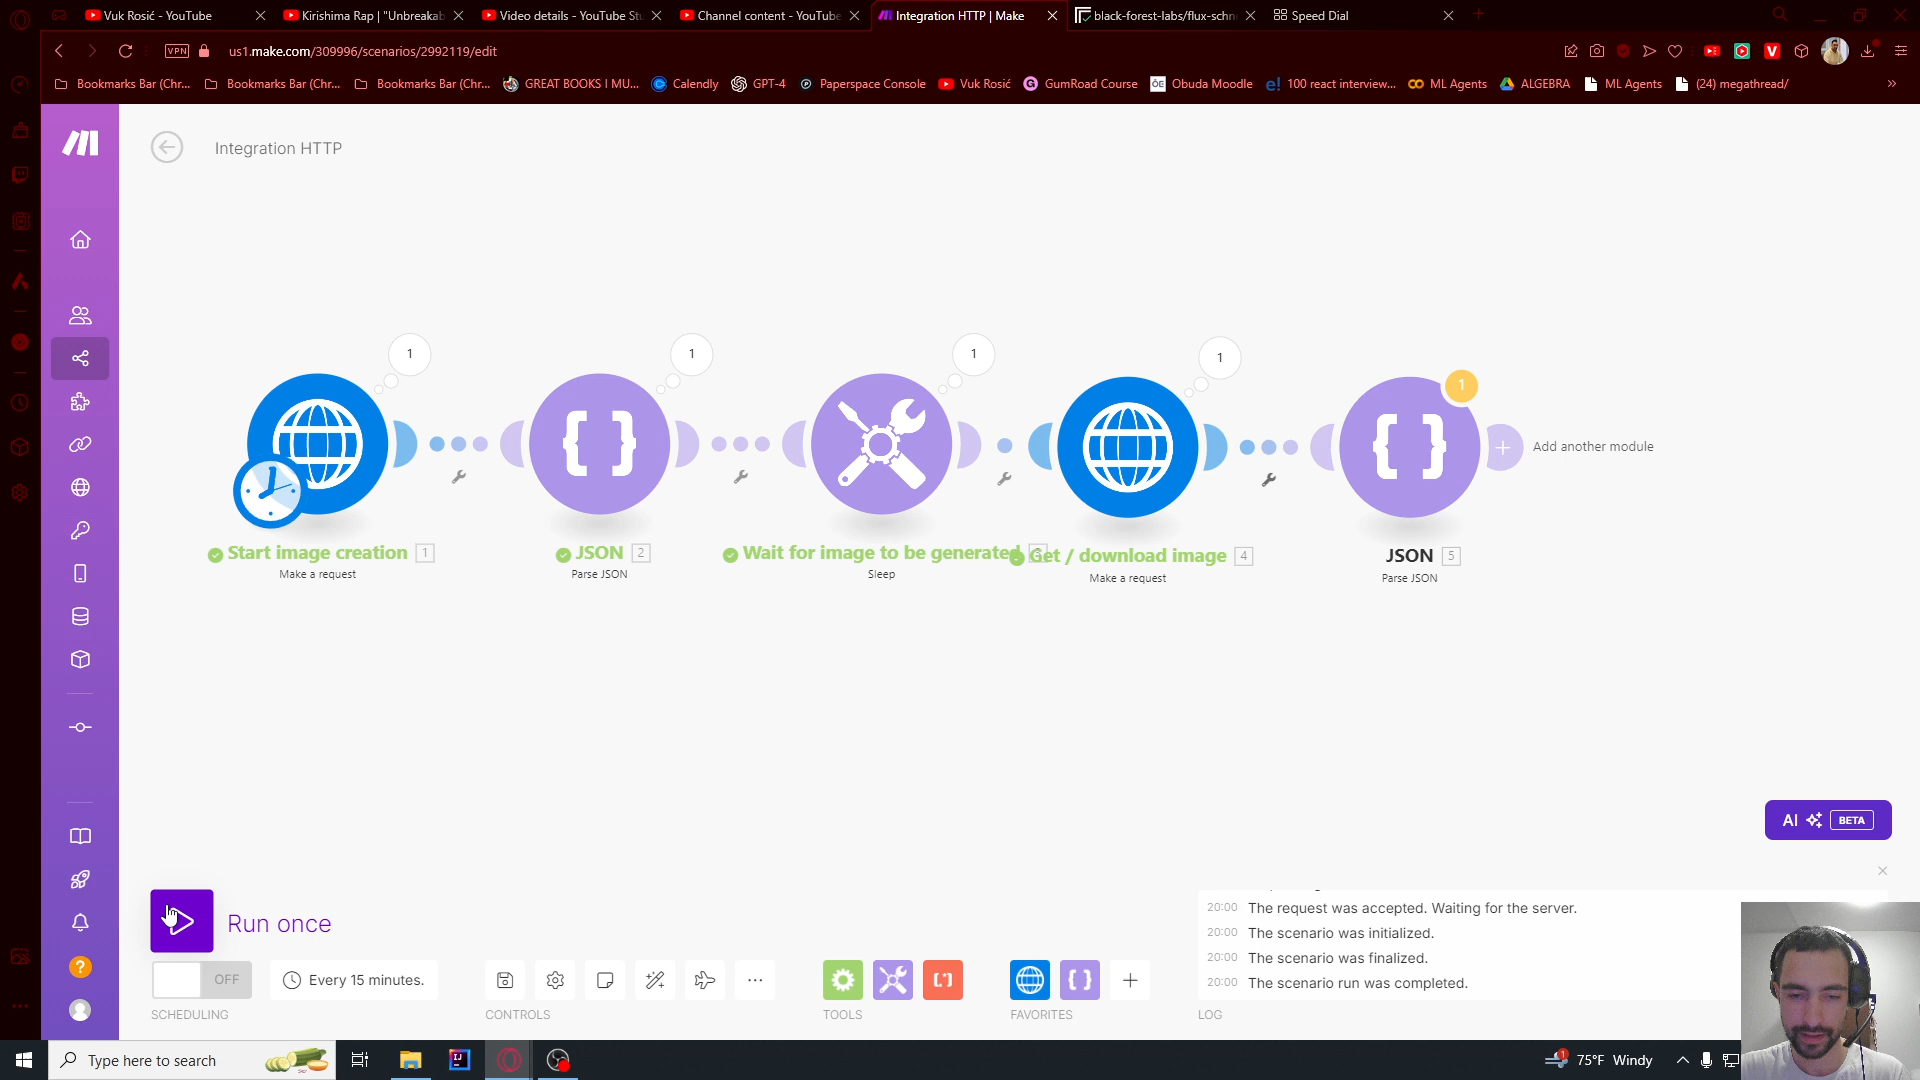 Vuk Rosić - YouTube
Kirishima Rap | "Unbreakab
Video details - YouTube Stu
Channel content - YouTube
Integration HTTP | Make
black-forest-labs/flux-schn
Speed Dial
VPN
us1.make.com/309996/scenarios/2992119/edit
Bookmarks Bar (Chr...
Bookmarks Bar (Chr...
Bookmarks Bar (Chr...
GREAT BOOKS I MU...
Calendly
GPT-4
Paperspace Console
Vuk Rosić
GumRoad Course
Obuda Moodle
100 react interview...
ML Agents
ALGEBRA
ML Agents
(24) megathread/
Integration HTTP
1
1
1
1
1
Add another module
Start image creation 1
Make a request
JSON 2
Parse JSON
Wait for image to be generated
Sleep
Get / download image 4
Make a request
JSON 5
Parse JSON
AI BETA
Run once
20:00 The request was accepted. Waiting for the server.
20:00 The scenario was initialized.
20:00 The scenario was finalized.
20:00 The scenario run was completed.
OFF
Every 15 minutes.
SCHEDULING
CONTROLS
TOOLS
FAVORITES
LOG
Type here to search
1
75°F Windy